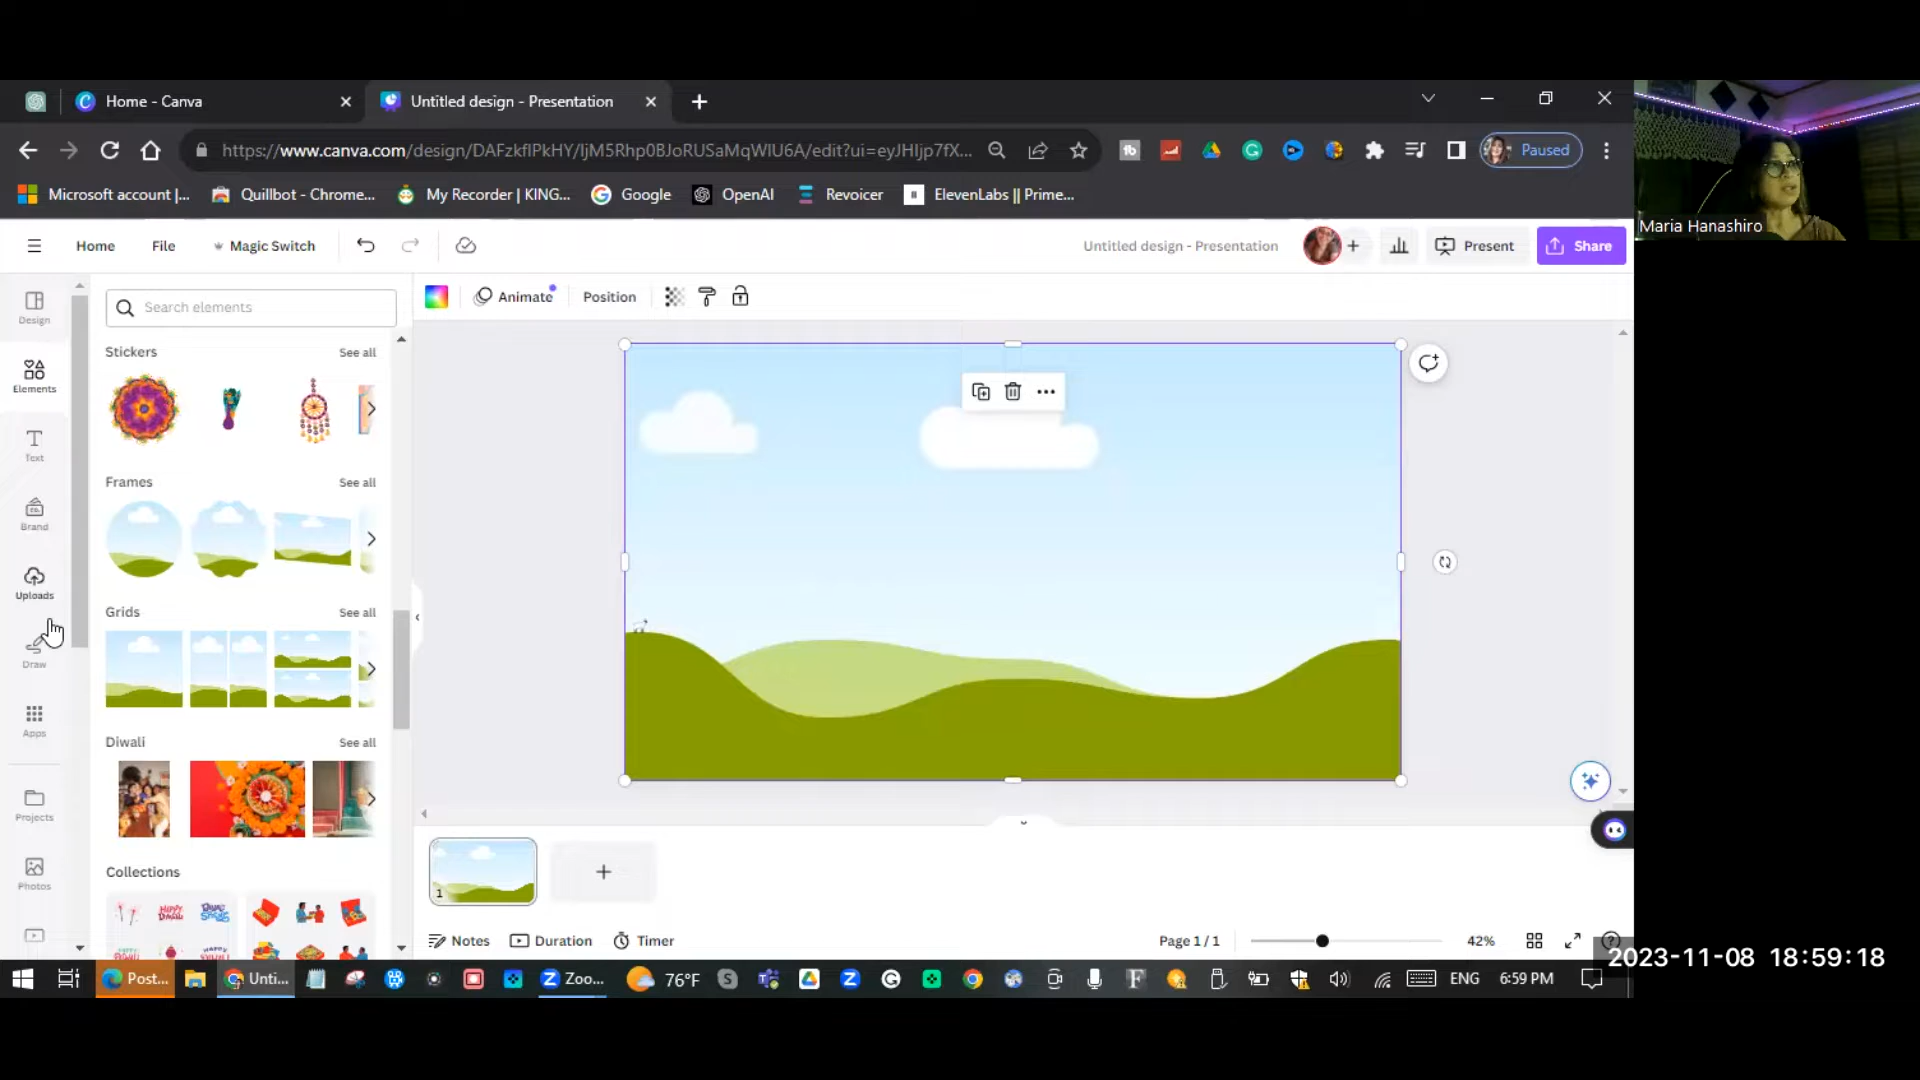 Home - Canva
Untitled design - Presentation
https://www.canva.com/design/DAFzkflPkHY/IjM5Rhp0BJoRUSaMqWlU6A/edit?ui=eyJHIjp7fX...
Paused
Microsoft account |...
Quillbot - Chrome...
My Recorder | KING...
Google
OpenAI
Revoicer
ElevenLabs || Prime...
Maria Hanashiro
Home
File
Magic Switch
Untitled design - Presentation
Present
Share
Design
Elements
Text
Brand
Uploads
Draw
Apps
Projects
Photos
Search elements
Animate
Position
Stickers
See all
Frames
See all
Grids
See all
Diwali
See all
Collections
HAPPY DIWALI
1
Notes
Duration
Timer
Page 1 / 1
42%
2023-11-08 18:59:18
Post...
Unti...
Zoo...
76°F
ENG
6:59 PM